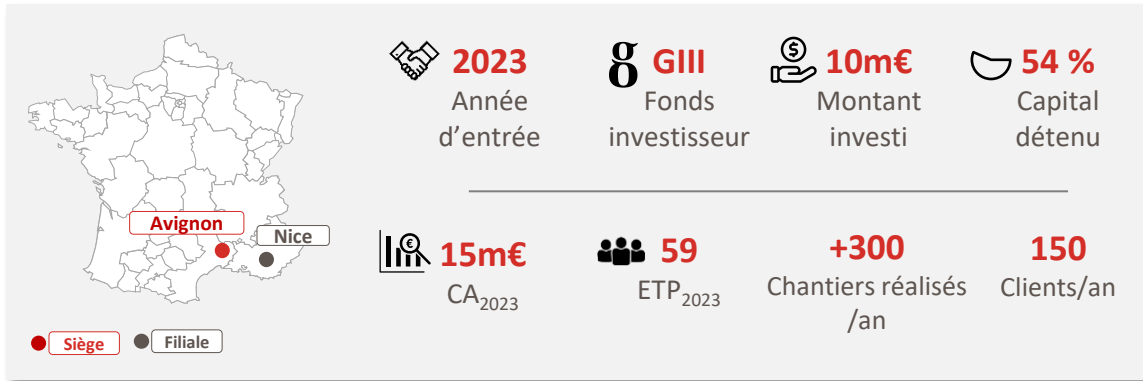 2023
Année
d’entrée
g GIII
Fonds
investisseur
$ 10m€
Montant
investi
54 %
Capital
détenu
Avignon
Nice
Siège
Filiale
€ 15m€
CA2023
59
ETP2023
+300
Chantiers réalisés
/an
150
Clients/an